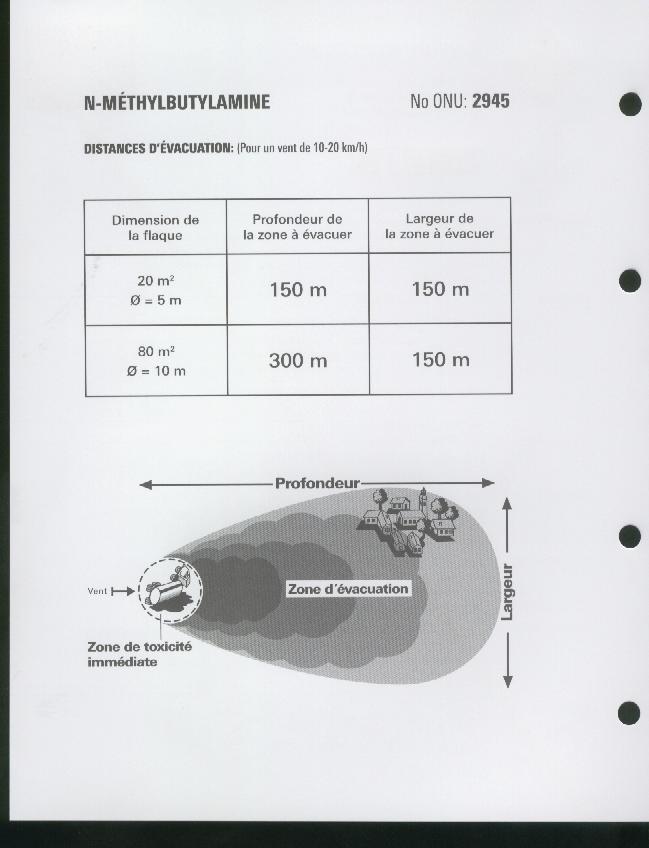 N-MÉTHYLBUTYLAMINE No ONU: 2945
DISTANCES D'ÉVACUATION: (Pour un vent de 10-20 km/h)
Dimension de la flaque
Profondeur de la zone à évacuer
Largeur de la zone à évacuer
20 m²
Ø = 5 m
150 m
150 m
80 m²
Ø = 10 m
300 m
150 m
Profondeur
Vent
Zone d'évacuation
Largeur
Zone de toxicité
immédiate